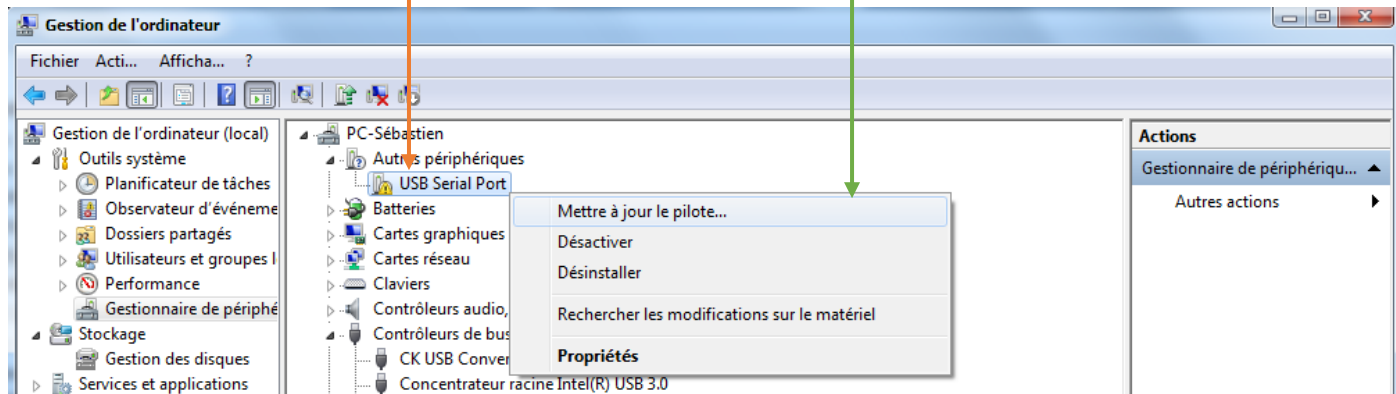 Gestion de l'ordinateur
Fichier Acti... Afficha... ?
Gestion de l'ordinateur (local)
Outils système
Planificateur de tâches
Observateur d'événeme
Dossiers partagés
Utilisateurs et groupes l
Performance
Gestionnaire de périphé
Stockage
Gestion des disques
Services et applications
PC-Sébastien
Autres périphériques
USB Serial Port
Batteries
Cartes graphiques
Cartes réseau
Claviers
Contrôleurs audio,
Contrôleurs de bus
CK USB Conver
Concentrateur racine Intel(R) USB 3.0
Mettre à jour le pilote...
Désactiver
Désinstaller
Rechercher les modifications sur le matériel
Propriétés
Actions
Gestionnaire de périphériqu...
Autres actions